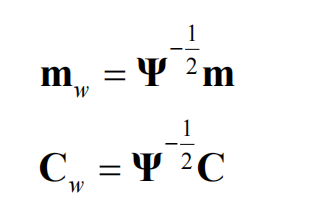 𝐦_w = 𝚿^{-1/2} 𝐦
𝐂_w = 𝚿^{-1/2} 𝐂